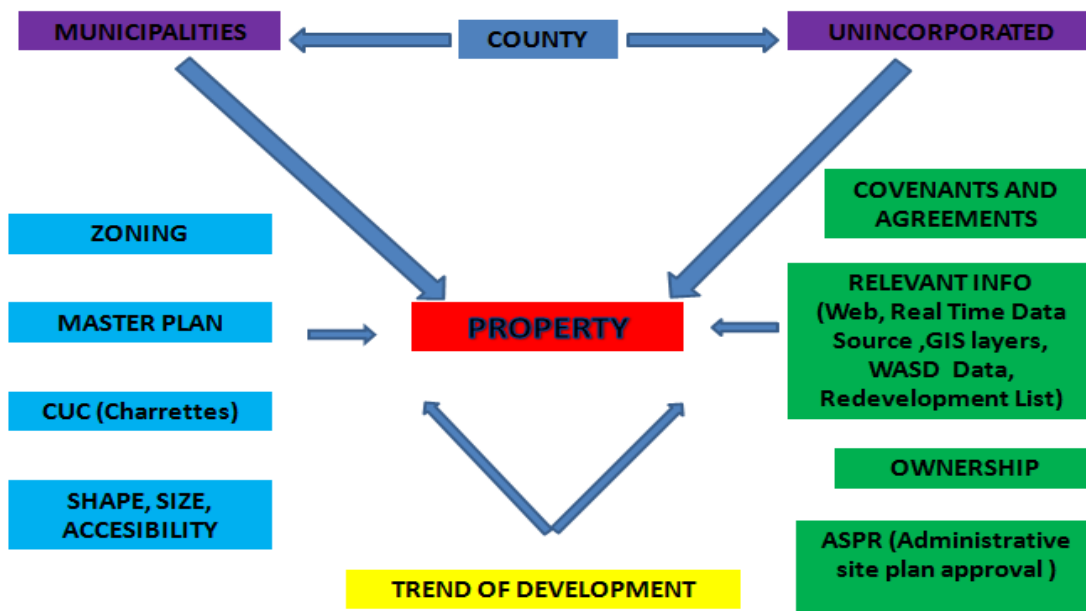 MUNICIPALITIES
COUNTY
UNINCORPORATED
COVENANTS AND
AGREEMENTS
ZONING
RELEVANT INFO
(Web, Real Time Data
Source ,GIS layers,
WASD Data,
Redevelopment List)
MASTER PLAN
PROPERTY
CUC (Charrettes)
OWNERSHIP
SHAPE, SIZE,
ACCESIBILITY
ASPR (Administrative
site plan approval )
TREND OF DEVELOPMENT